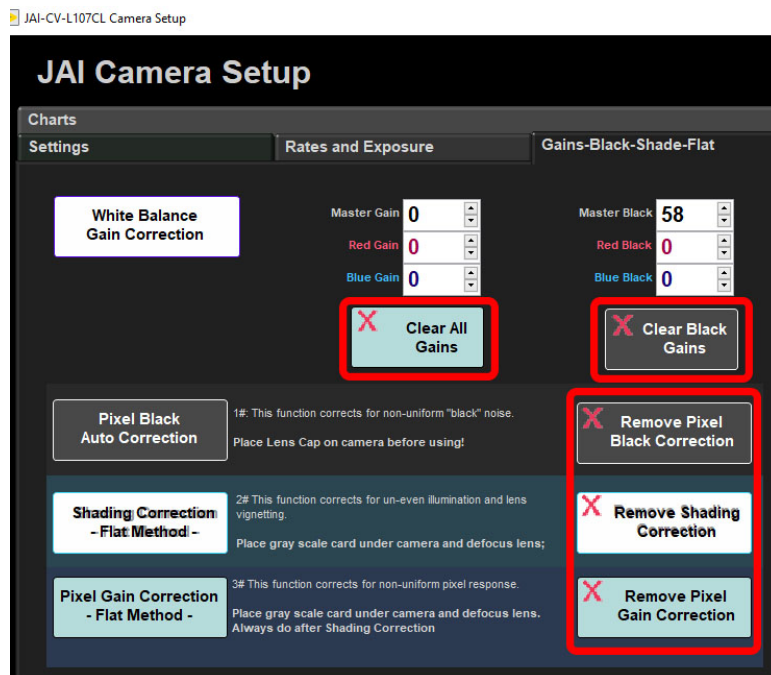 JAI-CV-L107CL Camera Setup
JAI Camera Setup
Charts
Settings
Rates and Exposure
Gains-Black-Shade-Flat
White Balance
Gain Correction
Master Gain 0
Red Gain 0
Blue Gain 0
X Clear All
Gains
Master Black 58
Red Black 0
Blue Black 0
X Clear Black
Gains
Pixel Black
Auto Correction
1#: This function corrects for non-uniform "black" noise.
Place Lens Cap on camera before using!
X Remove Pixel
Black Correction
Shading Correction
- Flat Method -
2# This function corrects for un-even illumination and lens
vignetting.
Place gray scale card under camera and defocus lens;
X Remove Shading
Correction
Pixel Gain Correction
- Flat Method -
3# This function corrects for non-uniform pixel response.
Place gray scale card under camera and defocus lens.
Always do after Shading Correction
X Remove Pixel
Gain Correction